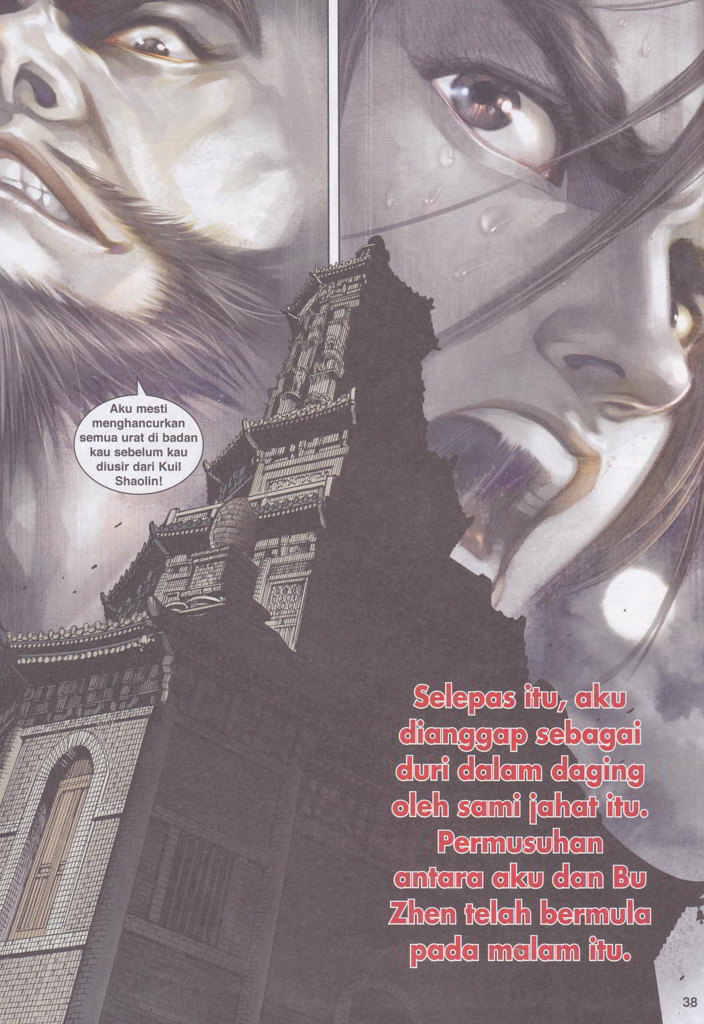 Aku mesti
menghancurkan
semua urat di badan
kau sebelum kau
diusir dari Kuil
Shaolin!
Selepas itu, aku
dianggap sebagai
duri dalam daging
oleh sami jahat itu.
Permusuhan
antara aku dan Bu
Zhen telah bermula
pada malam itu.
38